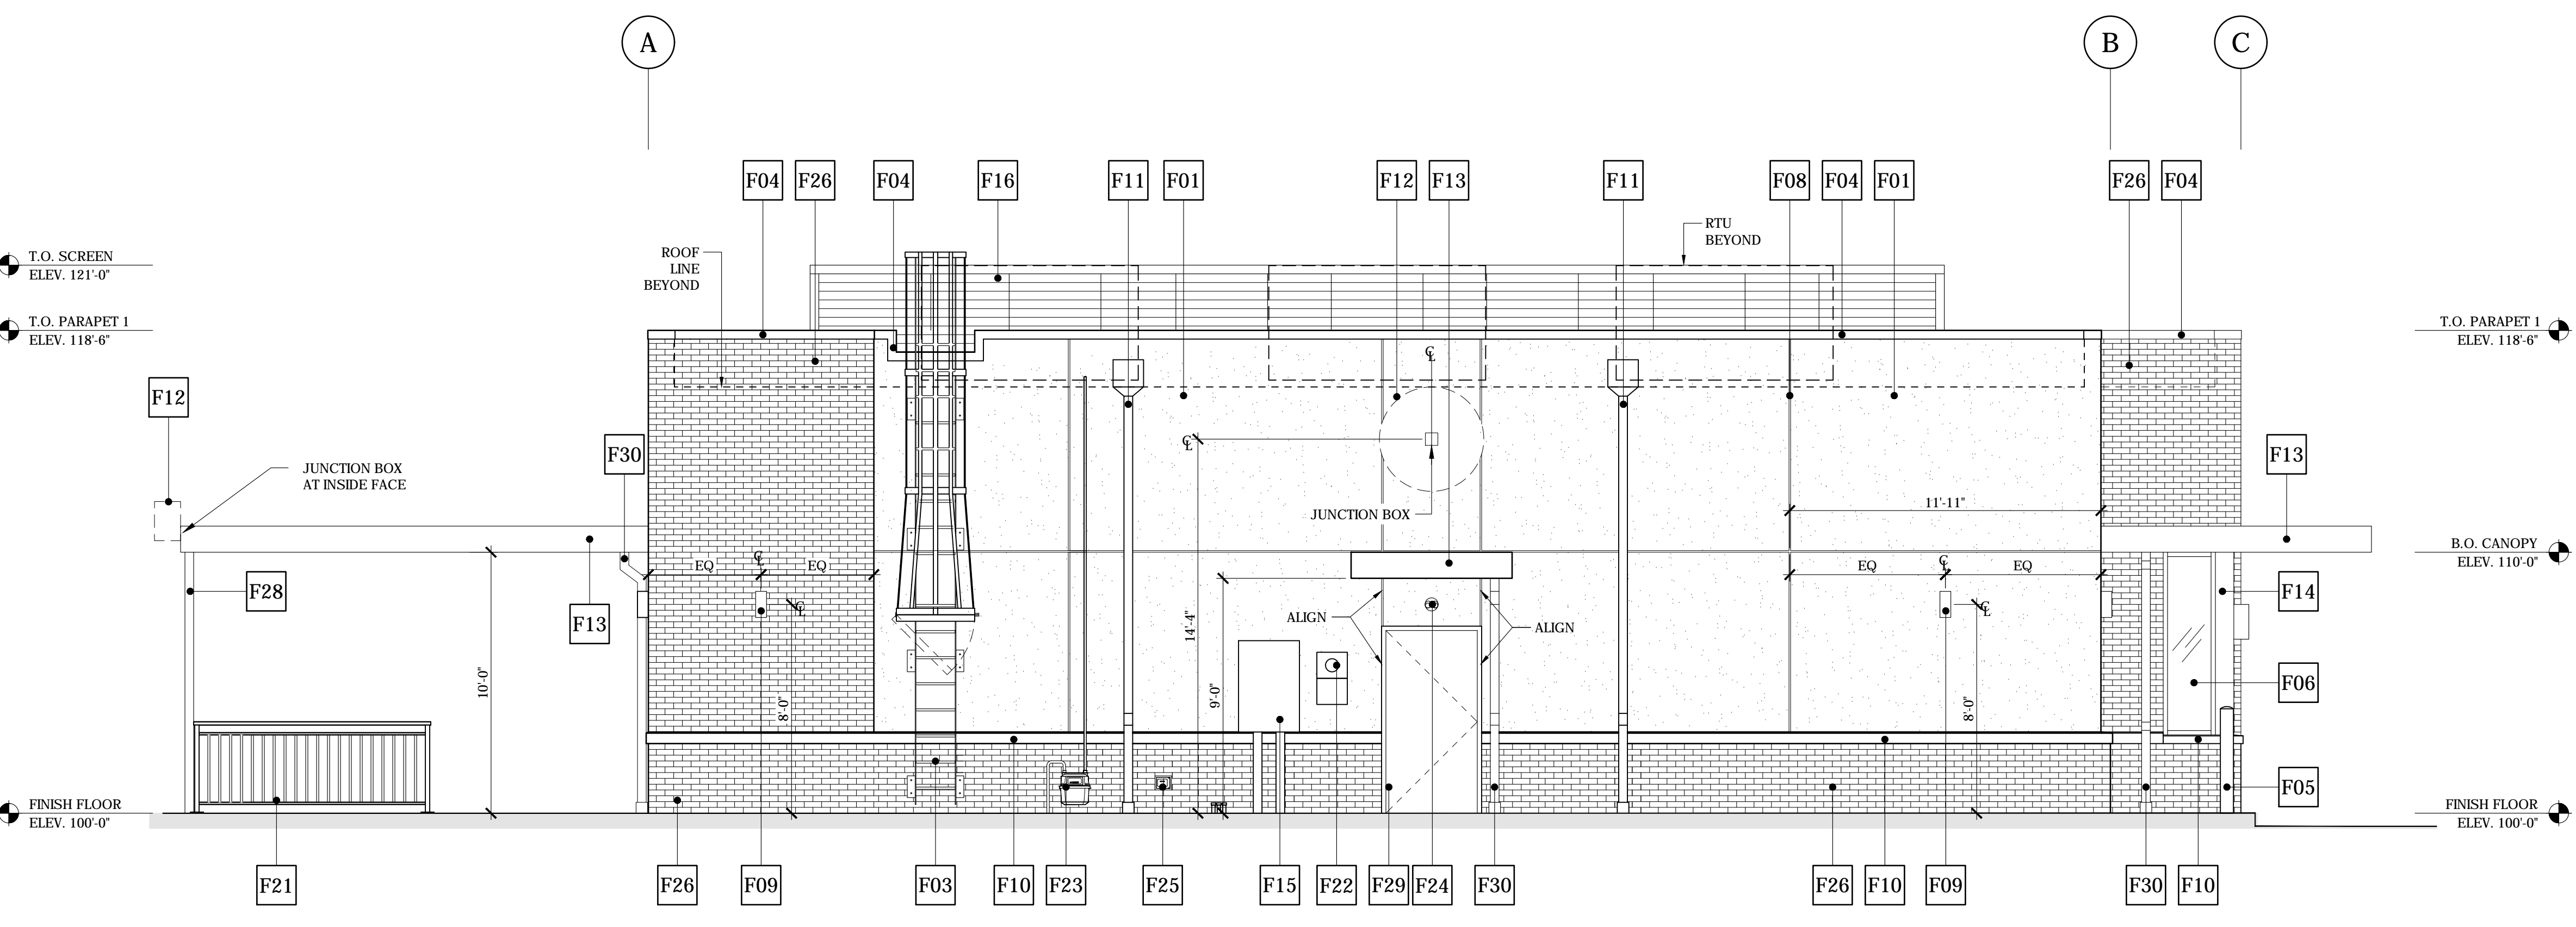 A
B
C
F04
F26
F04
F16
F11
F01
F12
F13
F11
F08
F04
F01
F26
F04
RTU
BEYOND
ROOF
LINE
BEYOND
T.O. SCREEN
ELEV. 121'-0"
T.O. PARAPET 1
ELEV. 118'-6"
T.O. PARAPET 1
ELEV. 118'-6"
℄
F12
F30
℄
F13
JUNCTION BOX
AT INSIDE FACE
11'-11"
JUNCTION BOX
B.O. CANOPY
ELEV. 110'-0"
EQ
℄
EQ
EQ
℄
EQ
F28
F14
℄
℄
F13
ALIGN
ALIGN
14'-4"
10'-0"
8'-0"
9'-0"
8'-0"
F06
F05
FINISH FLOOR
ELEV. 100'-0"
FINISH FLOOR
ELEV. 100'-0"
F21
F26
F09
F03
F10
F23
F25
F15
F22
F29
F24
F30
F26
F10
F09
F30
F10